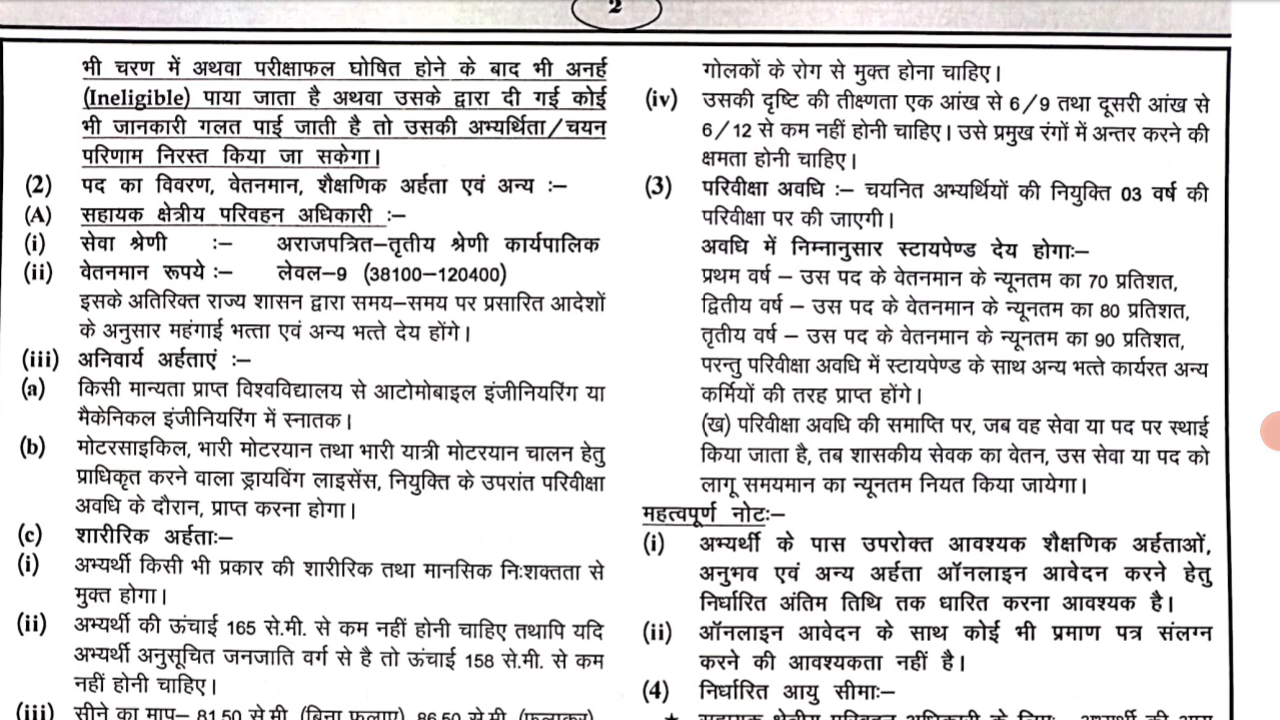 2
भी चरण में अथवा परीक्षाफल घोषित होने के बाद भी अनर्ह
(Ineligible) पाया जाता है अथवा उसके द्वारा दी गई कोई
भी जानकारी गलत पाई जाती है तो उसकी अभ्यर्थिता/चयन
परिणाम निरस्त किया जा सकेगा।
(2) पद का विवरण, वेतनमान, शैक्षणिक अर्हता एवं अन्य :–
(A) सहायक क्षेत्रीय परिवहन अधिकारी :–
(i) सेवा श्रेणी :– अराजपत्रित–तृतीय श्रेणी कार्यपालिक
(ii) वेतनमान रूपये :– लेवल–9 (38100–120400)
इसके अतिरिक्त राज्य शासन द्वारा समय–समय पर प्रसारित आदेशों
के अनुसार महंगाई भत्ता एवं अन्य भत्ते देय होंगे।
(iii) अनिवार्य अर्हताएं :–
(a) किसी मान्यता प्राप्त विश्वविद्यालय से आटोमोबाइल इंजीनियरिंग या
मैकेनिकल इंजीनियरिंग में स्नातक।
(b) मोटरसाइकिल, भारी मोटरयान तथा भारी यात्री मोटरयान चालन हेतु
प्राधिकृत करने वाला ड्रायविंग लाइसेंस, नियुक्ति के उपरांत परिवीक्षा
अवधि के दौरान, प्राप्त करना होगा।
(c) शारीरिक अर्हताः–
(i) अभ्यर्थी किसी भी प्रकार की शारीरिक तथा मानसिक निःशक्तता से
मुक्त होगा।
(ii) अभ्यर्थी की ऊंचाई 165 से.मी. से कम नहीं होनी चाहिए तथापि यदि
अभ्यर्थी अनुसूचित जनजाति वर्ग से है तो ऊंचाई 158 से.मी. से कम
नहीं होनी चाहिए।
(iii) सीने का माप– 81.50 से.मी. (बिना फुलाए), 86.50 से.मी. (फुलाकर)
गोलकों के रोग से मुक्त होना चाहिए।
(iv) उसकी दृष्टि की तीक्ष्णता एक आंख से 6/9 तथा दूसरी आंख से
6/12 से कम नहीं होनी चाहिए। उसे प्रमुख रंगों में अन्तर करने की
क्षमता होनी चाहिए।
(3) परिवीक्षा अवधि :– चयनित अभ्यर्थियों की नियुक्ति 03 वर्ष की
परिवीक्षा पर की जाएगी।
अवधि में निम्नानुसार स्टायपेण्ड देय होगाः–
प्रथम वर्ष – उस पद के वेतनमान के न्यूनतम का 70 प्रतिशत,
द्वितीय वर्ष – उस पद के वेतनमान के न्यूनतम का 80 प्रतिशत,
तृतीय वर्ष – उस पद के वेतनमान के न्यूनतम का 90 प्रतिशत,
परन्तु परिवीक्षा अवधि में स्टायपेण्ड के साथ अन्य भत्ते कार्यरत अन्य
कर्मियों की तरह प्राप्त होंगे।
(ख) परिवीक्षा अवधि की समाप्ति पर, जब वह सेवा या पद पर स्थाई
किया जाता है, तब शासकीय सेवक का वेतन, उस सेवा या पद को
लागू समयमान का न्यूनतम नियत किया जायेगा।
महत्वपूर्ण नोटः–
(i) अभ्यर्थी के पास उपरोक्त आवश्यक शैक्षणिक अर्हताओं,
अनुभव एवं अन्य अर्हता ऑनलाइन आवेदन करने हेतु
निर्धारित अंतिम तिथि तक धारित करना आवश्यक है।
(ii) ऑनलाइन आवेदन के साथ कोई भी प्रमाण पत्र संलग्न
करने की आवश्यकता नहीं है।
(4) निर्धारित आयु सीमाः–